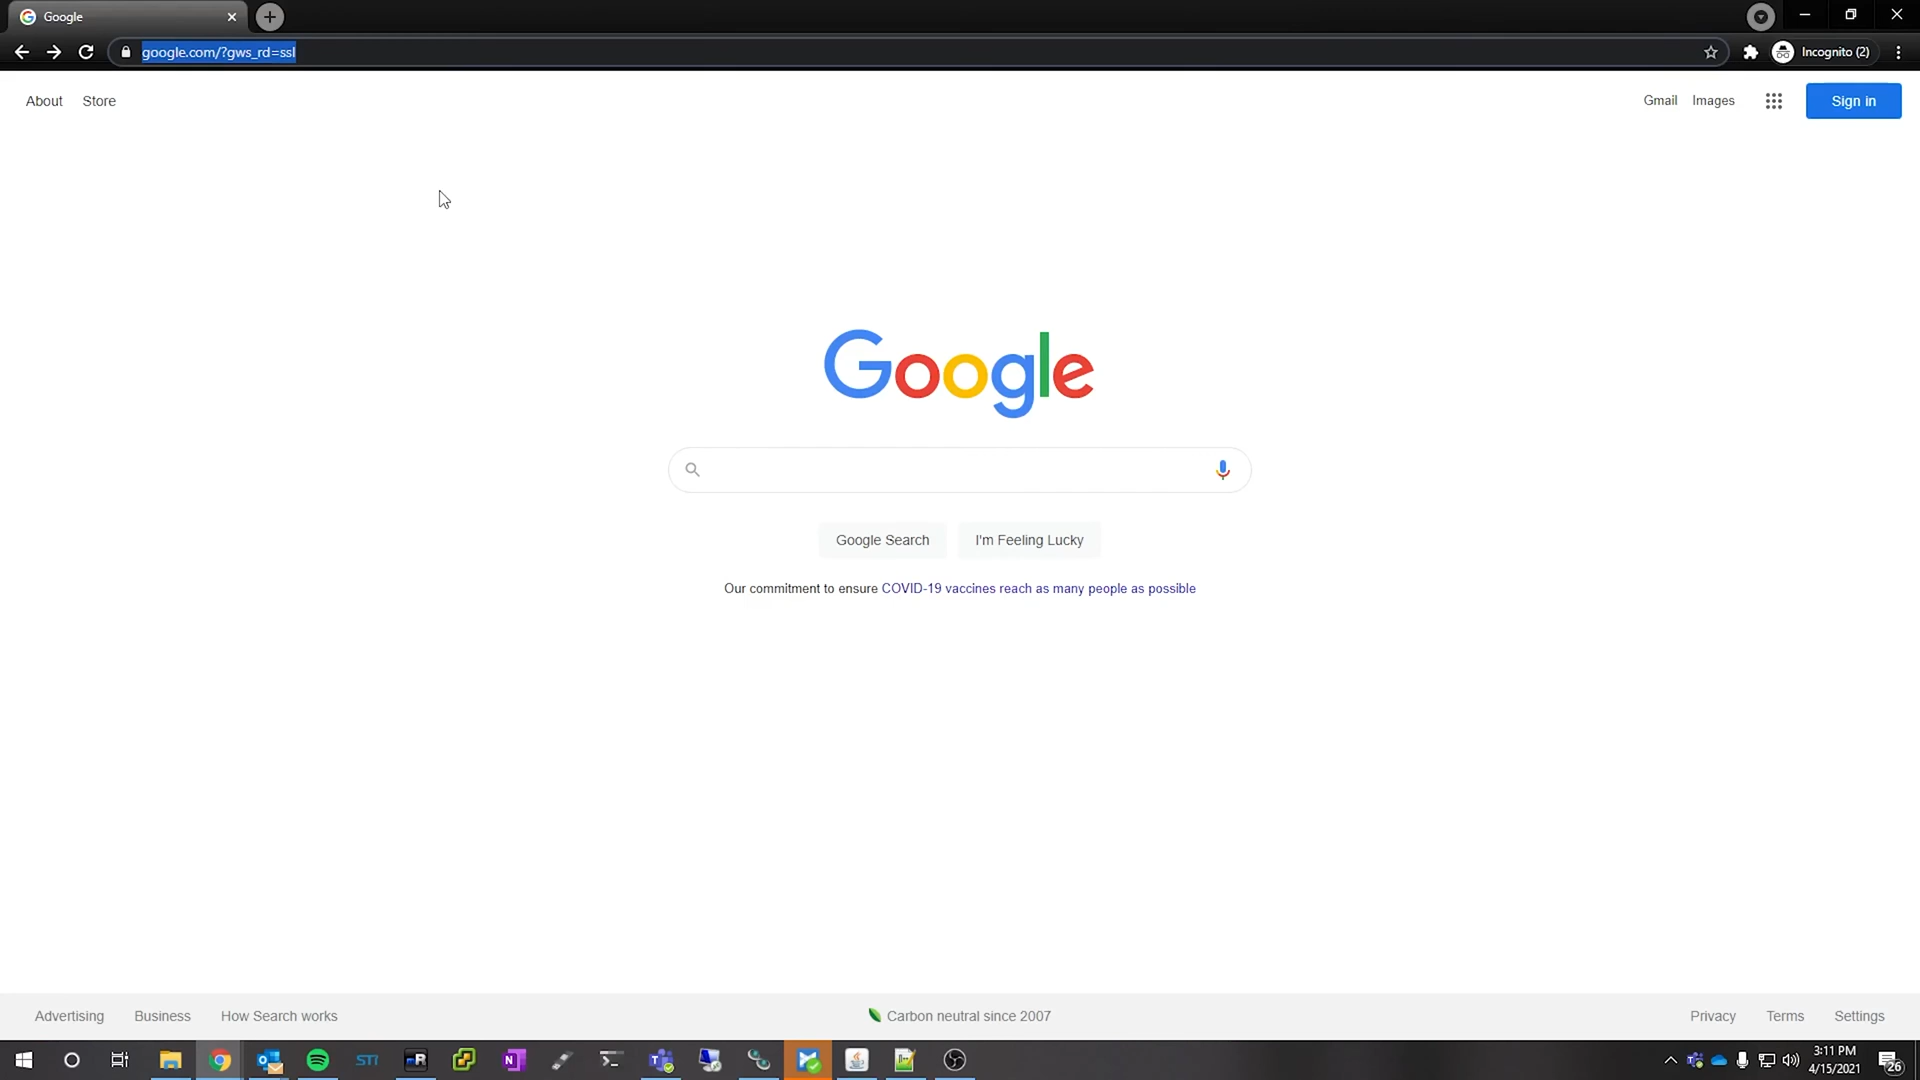 Google
google.com/?gws_rd=ssl
Incognito (2)
About Store
Gmail Images Sign in
Google
Google Search I'm Feeling Lucky
Our commitment to ensure COVID-19 vaccines reach as many people as possible
Advertising Business How Search works
Carbon neutral since 2007
Privacy Terms Settings
STI
R
N
3:11 PM
4/15/2021
26